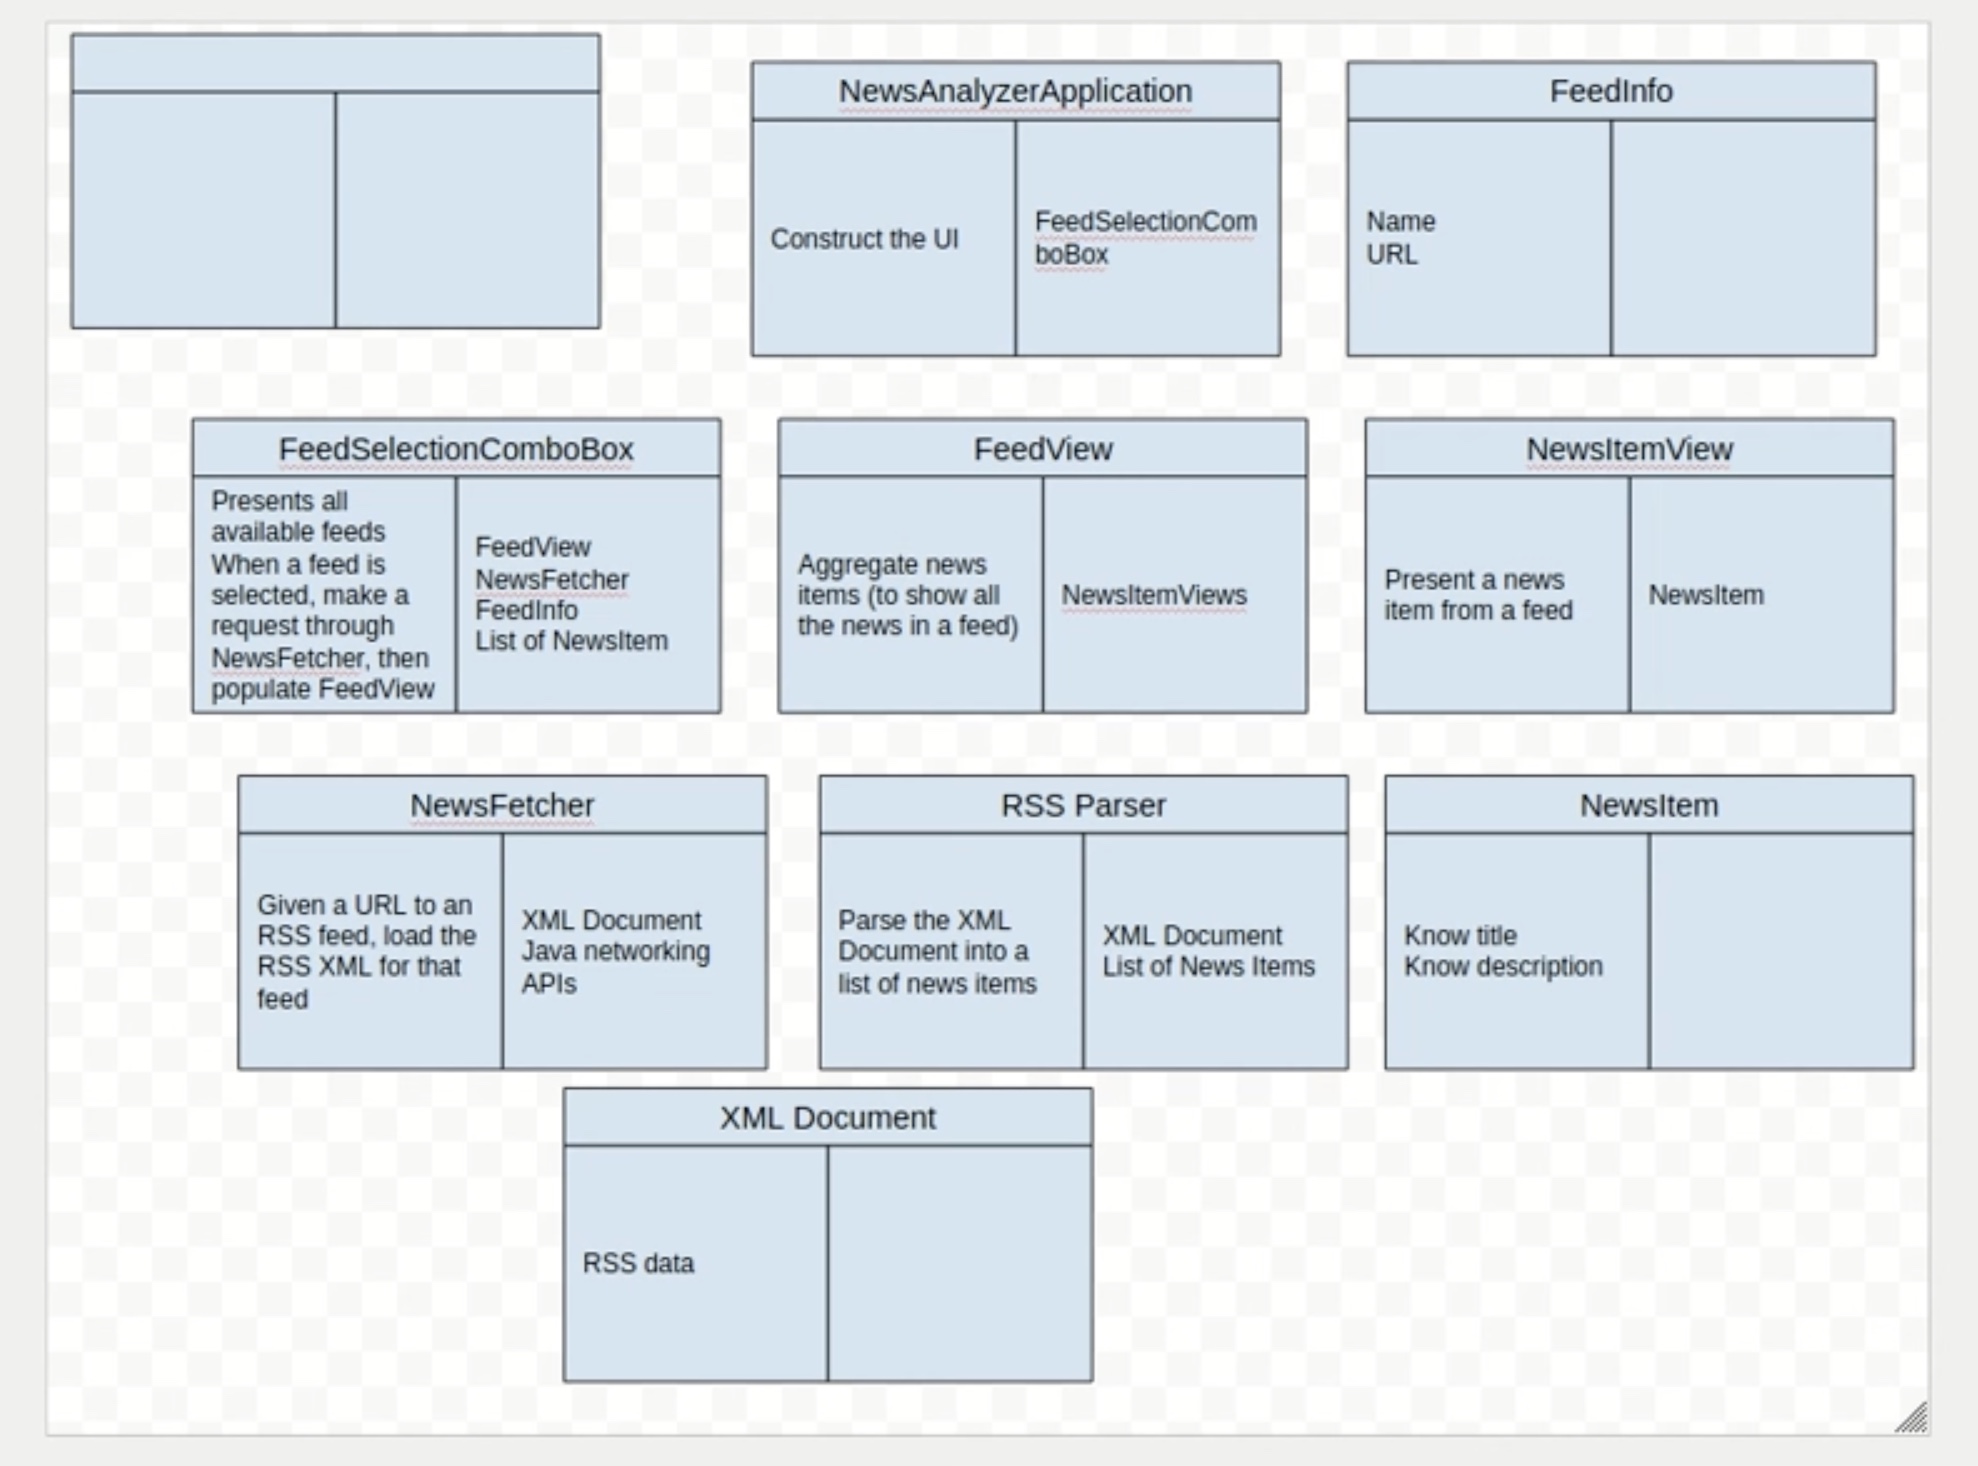 NewsAnalyzerApplication
Construct the UI
FeedSelectionCom
boBox
FeedInfo
Name
URL
FeedSelectionComboBox
Presents all
available feeds
When a feed is
selected, make a
request through
NewsFetcher, then
populate FeedView
FeedView
NewsFetcher
FeedInfo
List of NewsItem
FeedView
Aggregate news
items (to show all
the news in a feed)
NewsItemViews
NewsItemView
Present a news
item from a feed
NewsItem
NewsFetcher
Given a URL to an
RSS feed, load the
RSS XML for that
feed
XML Document
Java networking
APIs
RSS Parser
Parse the XML
Document into a
list of news items
XML Document
List of News Items
NewsItem
Know title
Know description
XML Document
RSS data